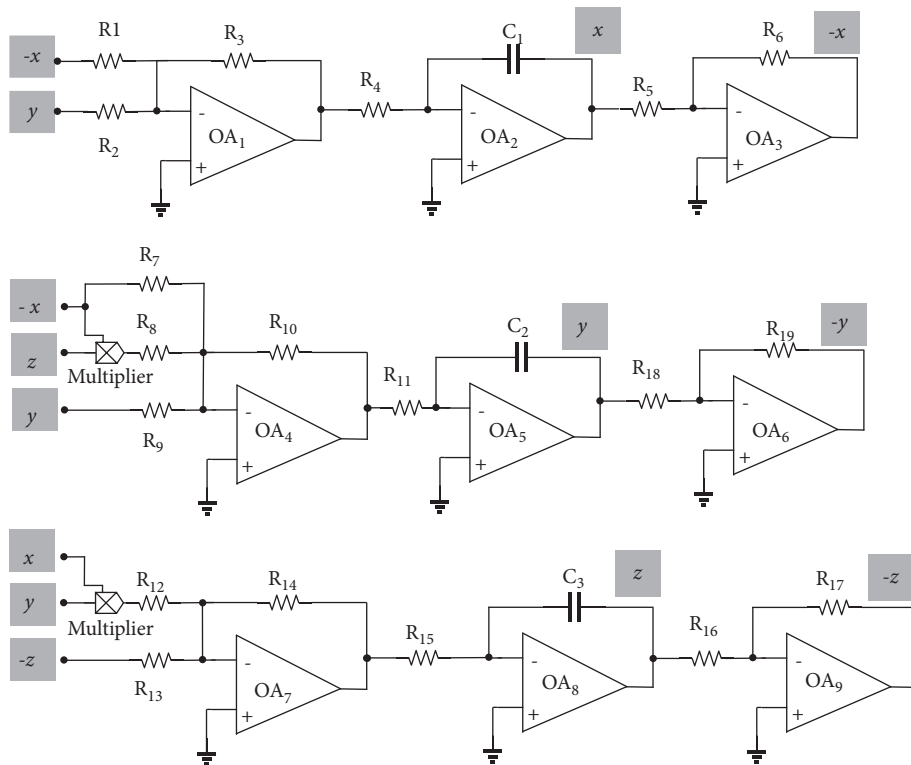 R1
R₃
C₁
x
R₆
-x
-x
R₄
R₅
y
-
-
-
R₂
OA₁
OA₂
OA₃
+
+
+
R₇
- x
R₈
R₁₀
C₂
y
R₁₉
-y
z
Multiplier
R₁₁
R₁₈
y
-
-
-
R₉
OA₄
OA₅
OA₆
+
+
+
x
R₁₂
R₁₄
C₃
z
R₁₇
-z
y
Multiplier
R₁₅
R₁₆
-z
-
-
-
R₁₃
OA₇
OA₈
OA₉
+
+
+